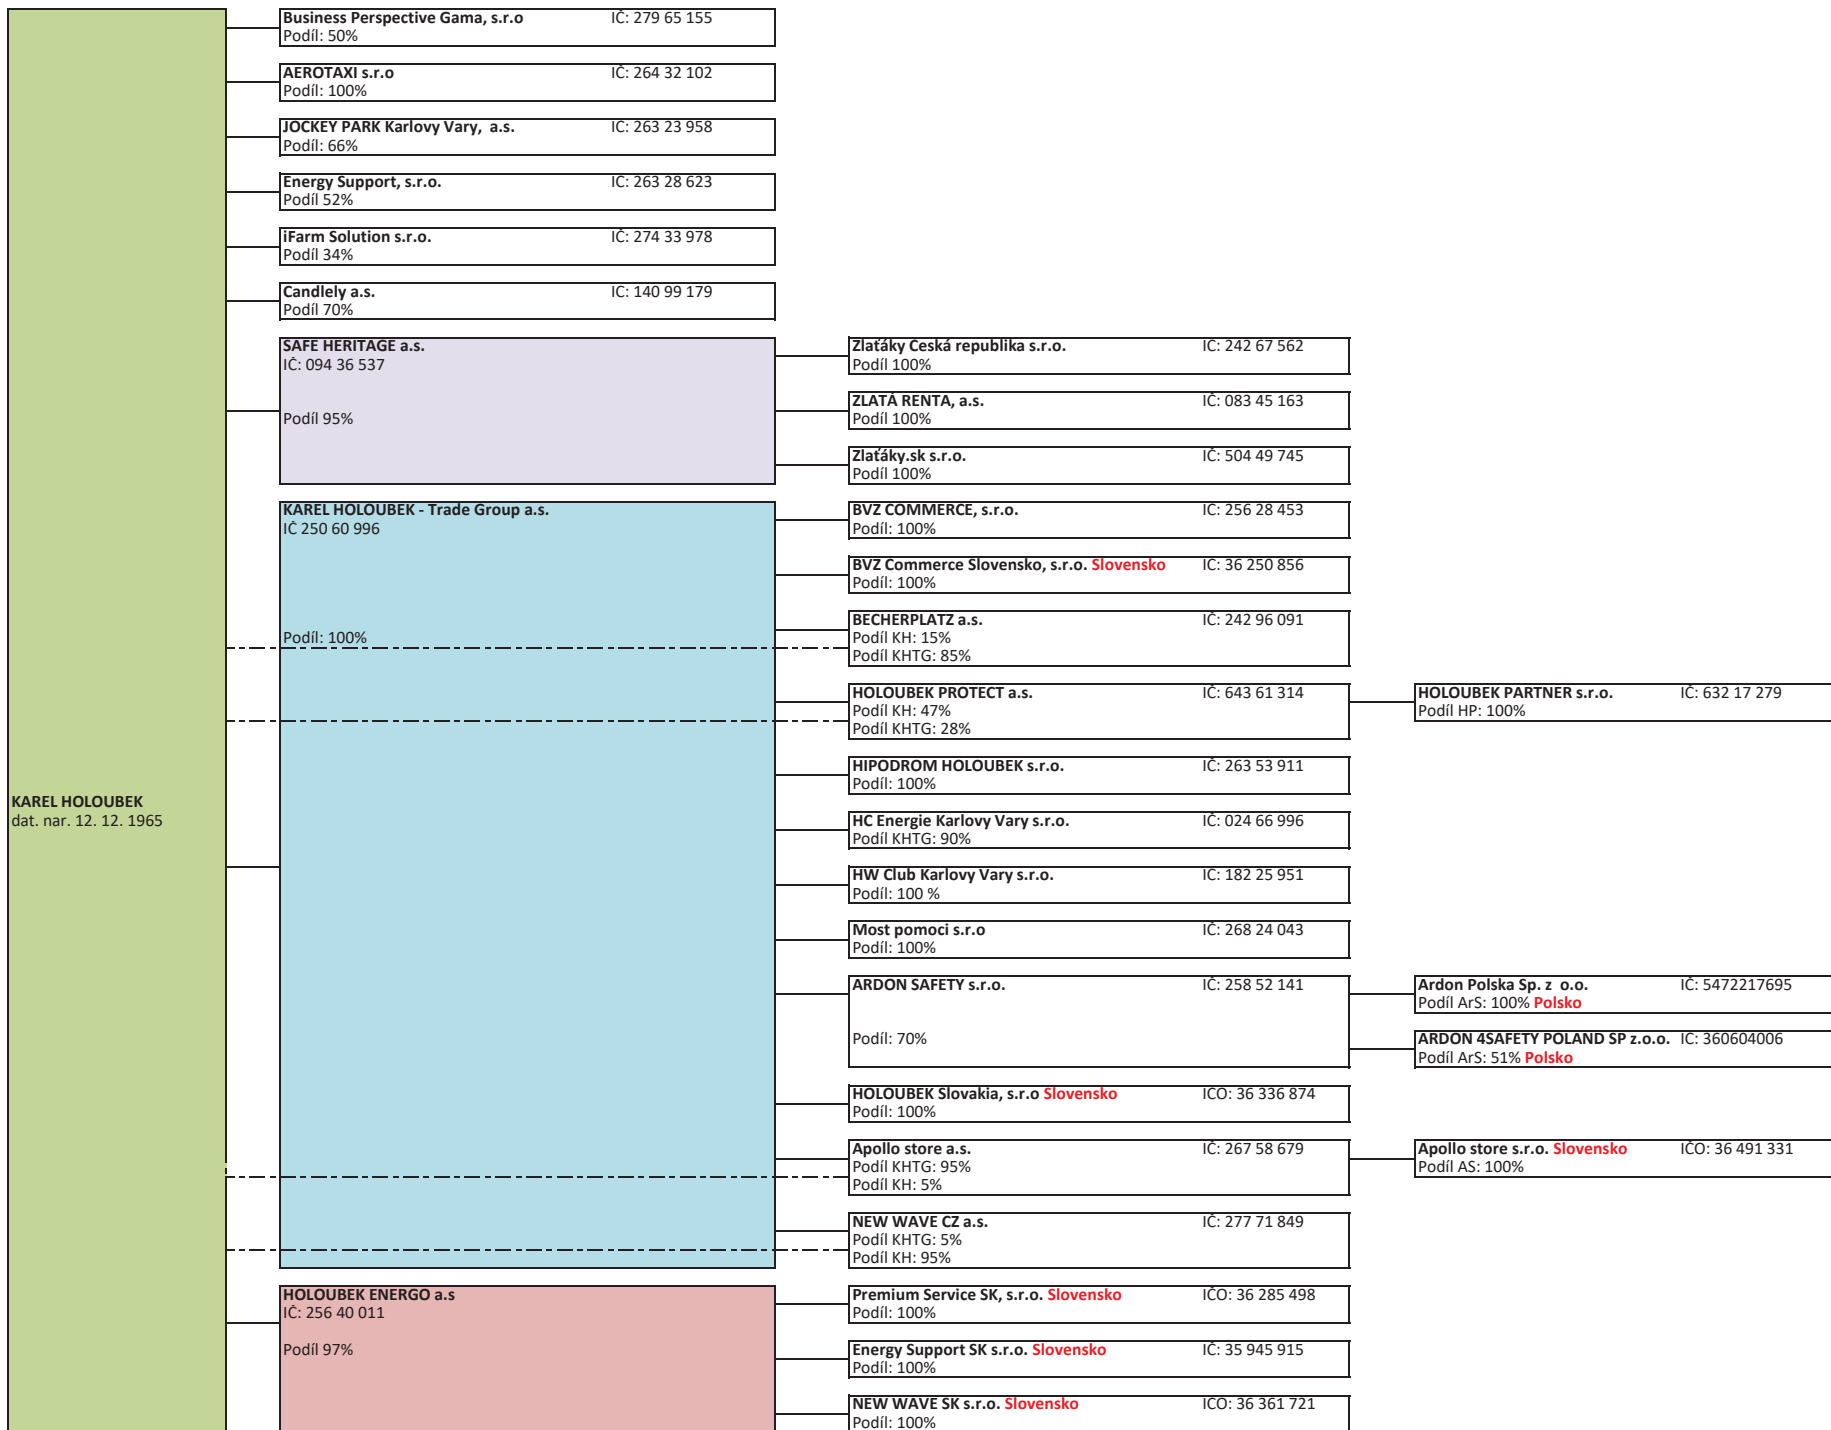 KAREL HOLOUBEK
dat. nar. 12. 12. 1965
Business Perspective Gama, s.r.o IČ: 279 65 155
Podíl: 50%
AEROTAXI s.r.o IČ: 264 32 102
Podíl: 100%
JOCKEY PARK Karlovy Vary, a.s. IČ: 263 23 958
Podíl: 66%
Energy Support, s.r.o. IČ: 263 28 623
Podíl 52%
iFarm Solution s.r.o. IČ: 274 33 978
Podíl 34%
Candlely a.s. IČ: 140 99 179
Podíl 70%
SAFE HERITAGE a.s.
IČ: 094 36 537
Podíl 95%
Zlaťáky Česká republika s.r.o. IČ: 242 67 562
Podíl 100%
ZLATÁ RENTA, a.s. IČ: 083 45 163
Podíl 100%
Zlaťáky.sk s.r.o. IČ: 504 49 745
Podíl 100%
KAREL HOLOUBEK - Trade Group a.s.
IČ 250 60 996
Podíl: 100%
BVZ COMMERCE, s.r.o. IČ: 256 28 453
Podíl: 100%
BVZ Commerce Slovensko, s.r.o. Slovensko IČ: 36 250 856
Podíl: 100%
BECHERPLATZ a.s. IČ: 242 96 091
Podíl KH: 15%
Podíl KHTG: 85%
HOLOUBEK PROTECT a.s. IČ: 643 61 314
Podíl KH: 47%
Podíl KHTG: 28%
HOLOUBEK PARTNER s.r.o. IČ: 632 17 279
Podíl HP: 100%
HIPODROM HOLOUBEK s.r.o. IČ: 263 53 911
Podíl: 100%
HC Energie Karlovy Vary s.r.o. IČ: 024 66 996
Podíl KHTG: 90%
HW Club Karlovy Vary s.r.o. IČ: 182 25 951
Podíl: 100 %
Most pomoci s.r.o IČ: 268 24 043
Podíl: 100%
ARDON SAFETY s.r.o. IČ: 258 52 141
Podíl: 70%
Ardon Polska Sp. z o.o. IČ: 5472217695
Podíl ArS: 100% Polsko
ARDON 4SAFETY POLAND SP z.o.o. IČ: 360604006
Podíl ArS: 51% Polsko
HOLOUBEK Slovakia, s.r.o Slovensko IČO: 36 336 874
Podíl: 100%
Apollo store a.s. IČ: 267 58 679
Podíl KHTG: 95%
Podíl KH: 5%
Apollo store s.r.o. Slovensko IČO: 36 491 331
Podíl AS: 100%
NEW WAVE CZ a.s. IČ: 277 71 849
Podíl KHTG: 5%
Podíl KH: 95%
HOLOUBEK ENERGO a.s
IČ: 256 40 011
Podíl 97%
Premium Service SK, s.r.o. Slovensko IČO: 36 285 498
Podíl: 100%
Energy Support SK s.r.o. Slovensko IČ: 35 945 915
Podíl: 100%
NEW WAVE SK s.r.o. Slovensko IČO: 36 361 721
Podíl: 100%